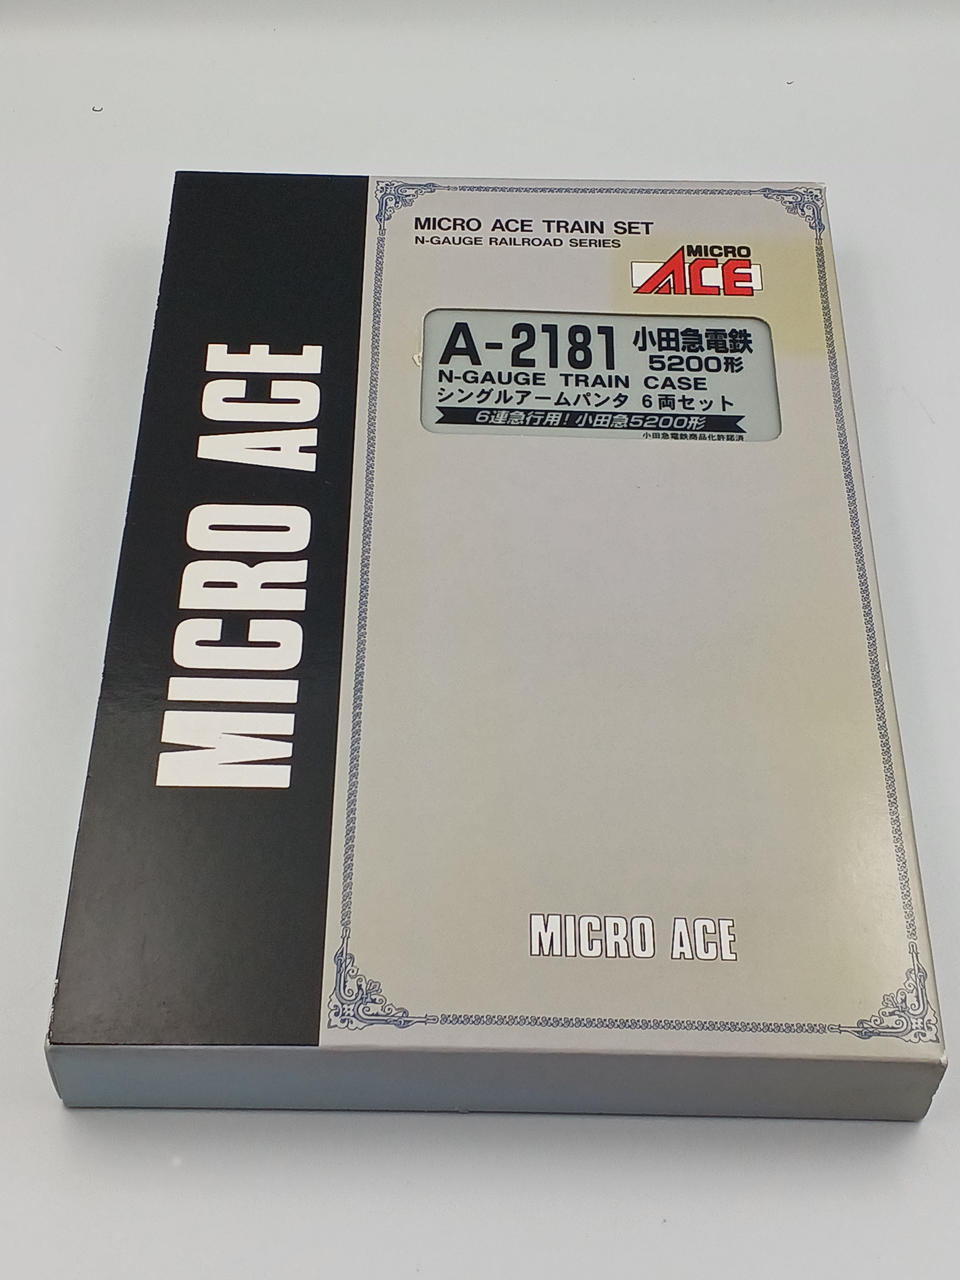 MICRO ACE
MICRO ACE TRAIN SET
N-GAUGE RAILROAD SERIES
MICRO
ACE
A-2181 小田急電鉄
5200形
N-GAUGE TRAIN CASE
シングルアームパンタ 6両セット
6連急行用! 小田急5200形
小田急電鉄商品化許諾済
MICRO ACE